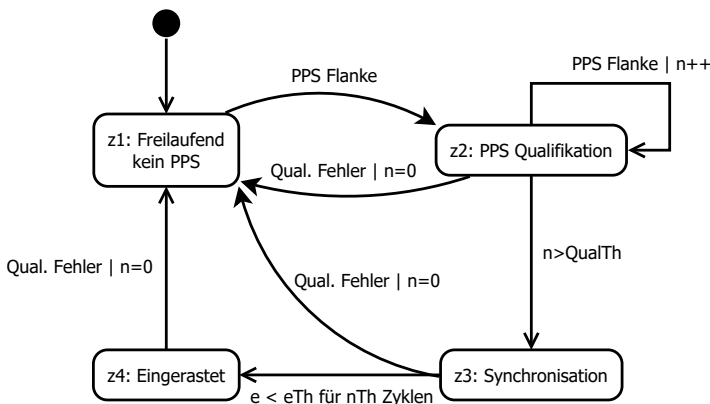 PPS Flanke
PPS Flanke | n++
z1: Freilaufend
kein PPS
z2: PPS Qualifikation
Qual. Fehler | n=0
n>QualTh
Qual. Fehler | n=0
Qual. Fehler | n=0
z4: Eingerastet
z3: Synchronisation
e < eTh für nTh Zyklen